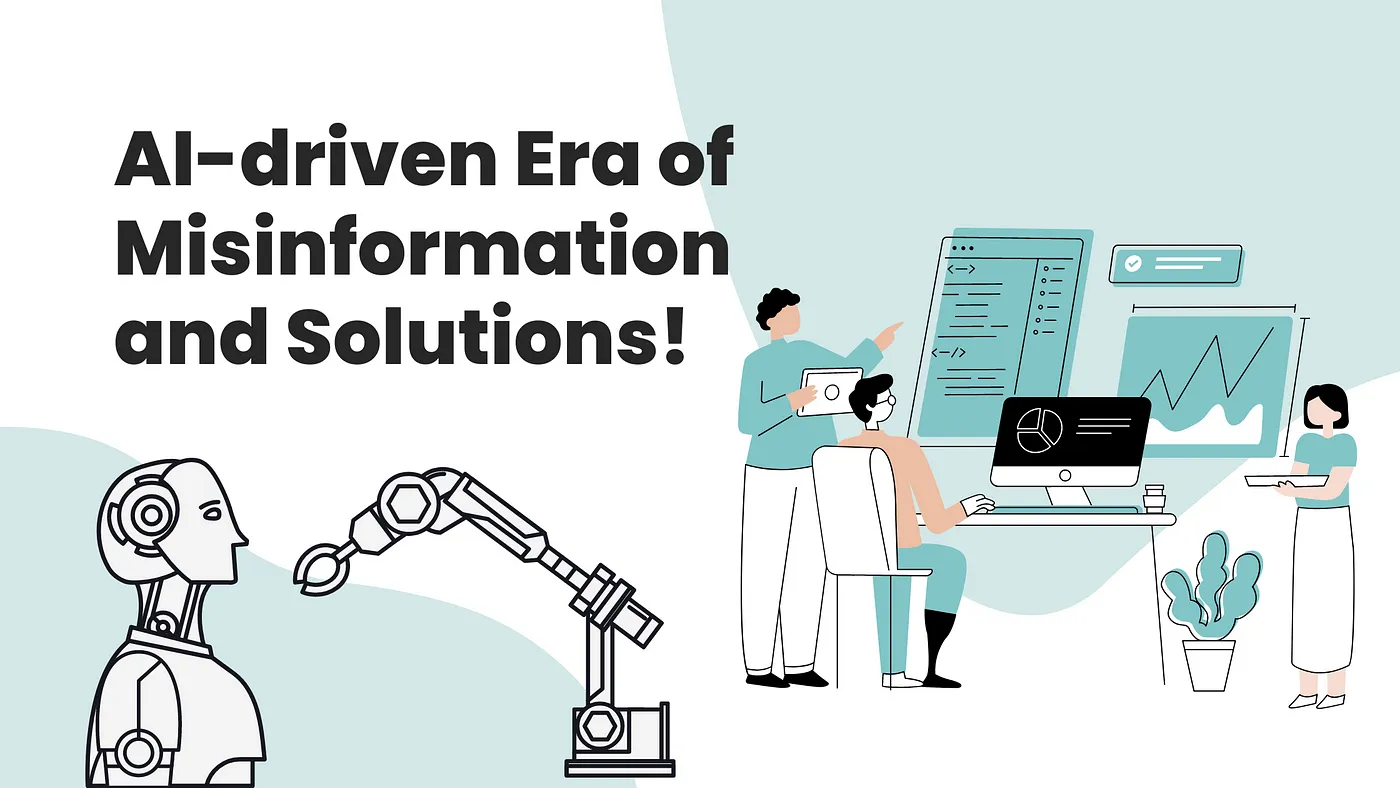 AI-driven Era of
Misinformation
and Solutions!